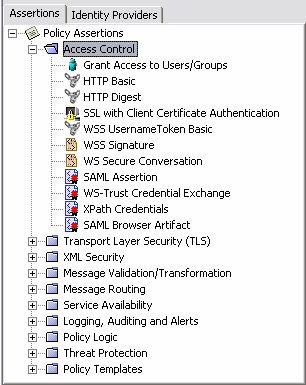 Assertions Identity Providers
Policy Assertions
Access Control
Grant Access to Users/Groups
HTTP Basic
HTTP Digest
SSL with Client Certificate Authentication
WSS UsernameToken Basic
WSS Signature
WS Secure Conversation
SAML Assertion
WS-Trust Credential Exchange
XPath Credentials
SAML Browser Artifact
Transport Layer Security (TLS)
XML Security
Message Validation/Transformation
Message Routing
Service Availability
Logging, Auditing and Alerts
Policy Logic
Threat Protection
Policy Templates